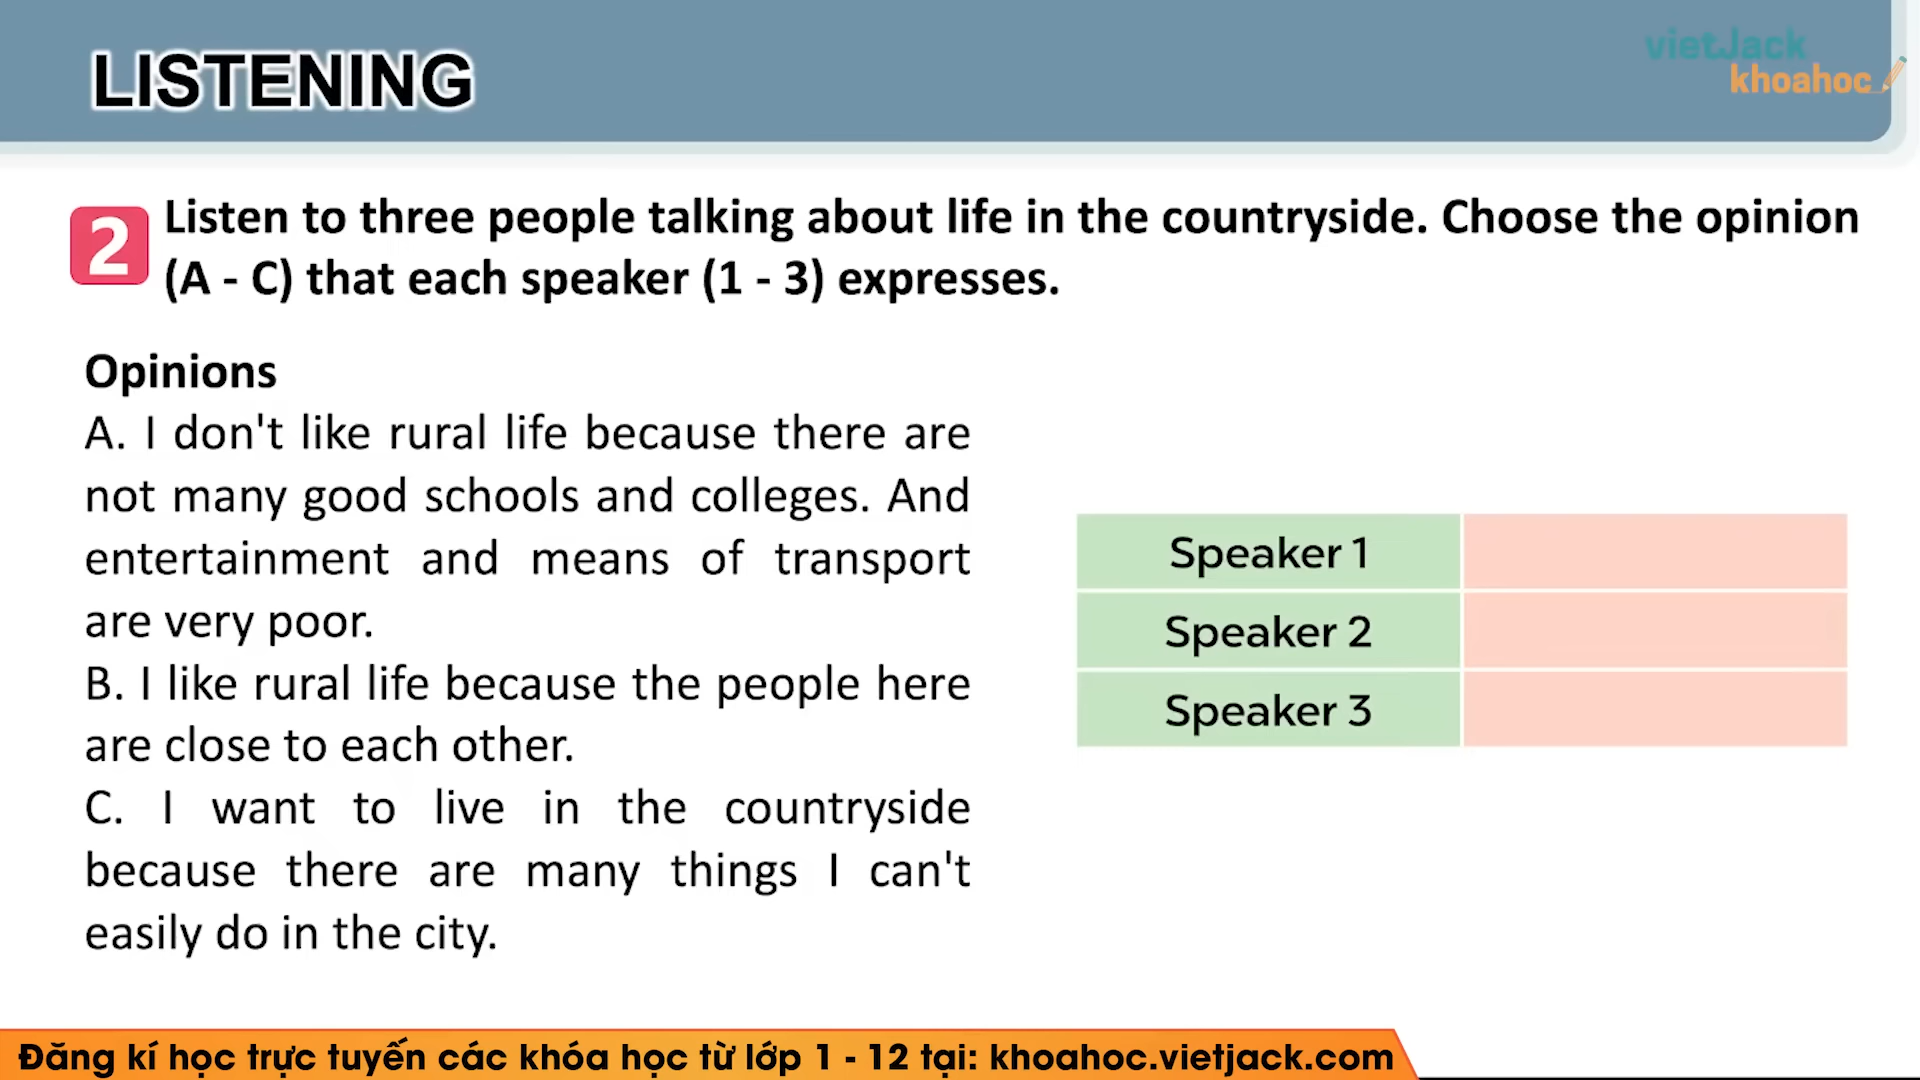 LISTENING
vietJack
khoahoc
2
Listen to three people talking about life in the countryside. Choose the opinion
(A - C) that each speaker (1 - 3) expresses.
Opinions
A. I don't like rural life because there are
not many good schools and colleges. And
entertainment and means of transport
are very poor.
B. I like rural life because the people here
are close to each other.
C. I want to live in the countryside
because there are many things I can't
easily do in the city.
Speaker 1
Speaker 2
Speaker 3
Đăng kí học trực tuyến các khóa học từ lớp 1 - 12 tại: khoahoc.vietjack.com